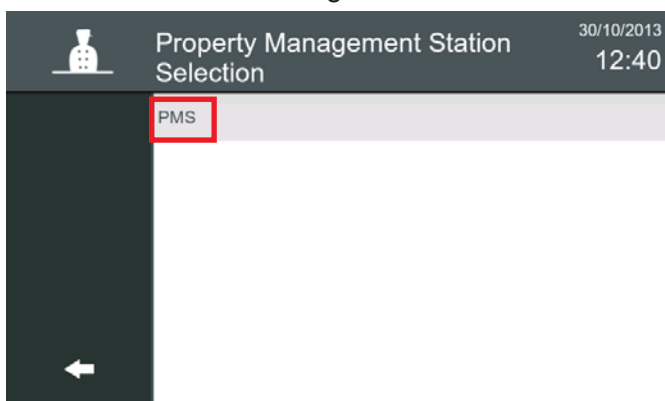 Property Management Station
Selection
30/10/2013
12:40
PMS